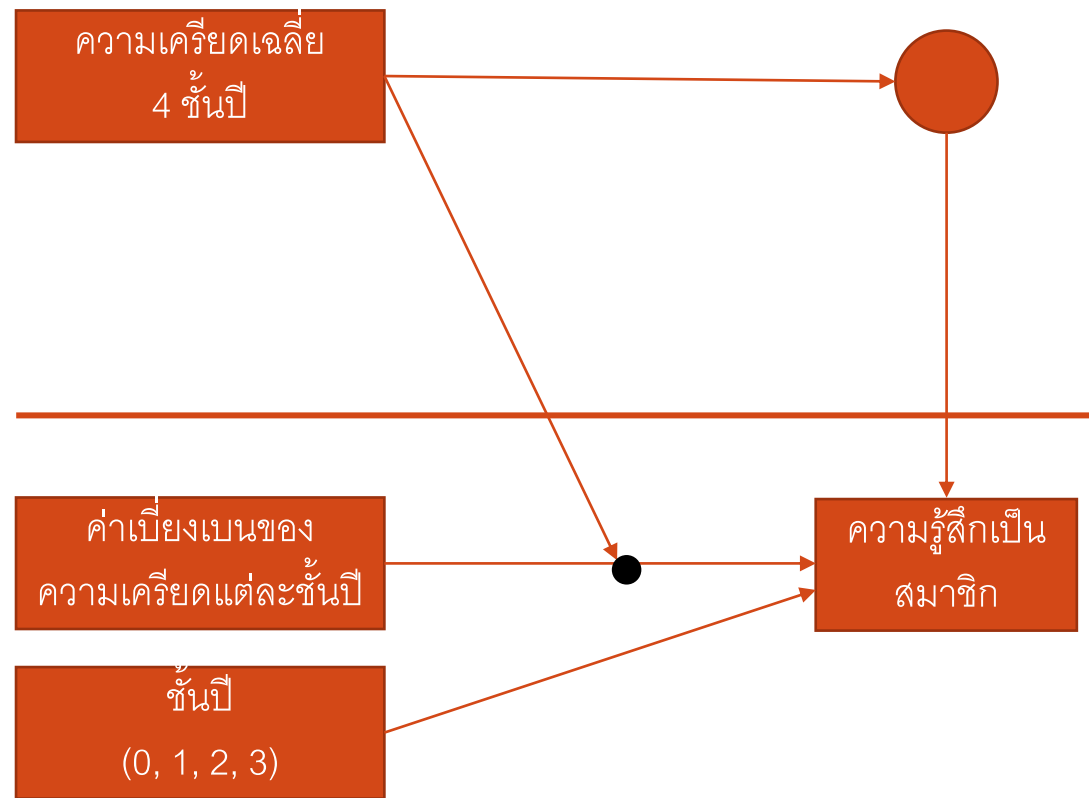 ความเครียดเฉลี่ย
4 ชั้นปี
ค่าเบี่ยงเบนของ
ความเครียดแต่ละชั้นปี
ความรู้สึกเป็น
สมาชิก
ชั้นปี
(0, 1, 2, 3)